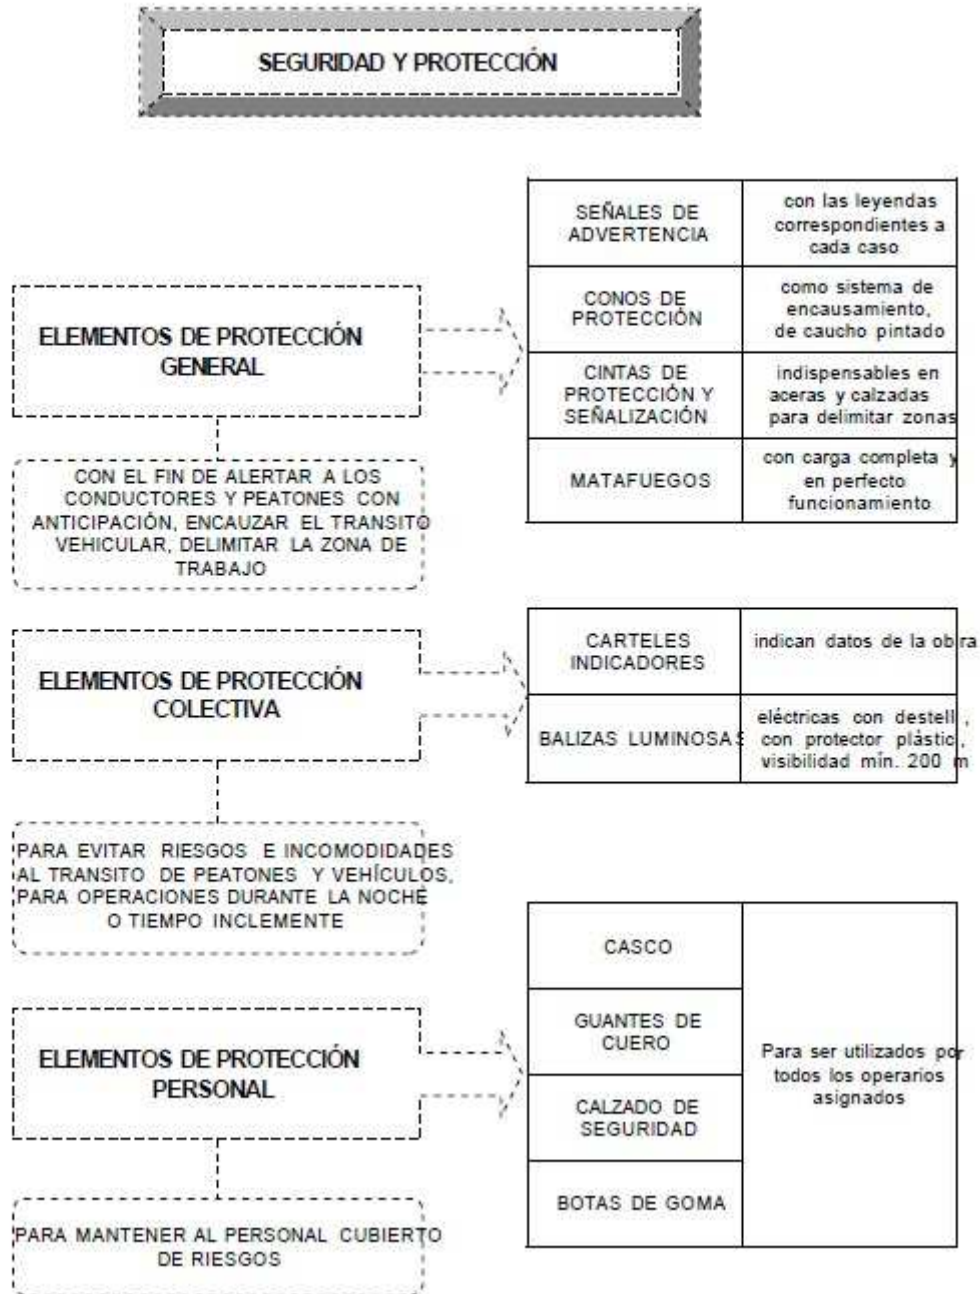 SEGURIDAD Y PROTECCIÓN
ELEMENTOS DE PROTECCIÓN
GENERAL
CON EL FIN DE ALERTAR A LOS
CONDUCTORES Y PEATONES CON
ANTICIPACIÓN, ENCAUZAR EL TRANSITO
VEHICULAR, DELIMITAR LA ZONA DE
TRABAJO
SEÑALES DE
ADVERTENCIA
con las leyendas
correspondientes a
cada caso
CONOS DE
PROTECCIÓN
como sistema de
encausamiento,
de caucho pintado
CINTAS DE
PROTECCIÓN Y
SEÑALIZACIÓN
indispensables en
aceras y calzadas
para delimitar zonas
MATAFUEGOS
con carga completa y
en perfecto
funcionamiento
ELEMENTOS DE PROTECCIÓN
COLECTIVA
PARA EVITAR RIESGOS E INCOMODIDADES
AL TRANSITO DE PEATONES Y VEHÍCULOS,
PARA OPERACIONES DURANTE LA NOCHE
O TIEMPO INCLEMENTE
CARTELES
INDICADORES
indican datos de la obra
BALIZAS LUMINOSAS
eléctricas con destell,
con protector plástic,
visibilidad mín. 200 m
ELEMENTOS DE PROTECCIÓN
PERSONAL
PARA MANTENER AL PERSONAL CUBIERTO
DE RIESGOS
CASCO
GUANTES DE
CUERO
CALZADO DE
SEGURIDAD
BOTAS DE GOMA
Para ser utilizados por
todos los operarios
asignados